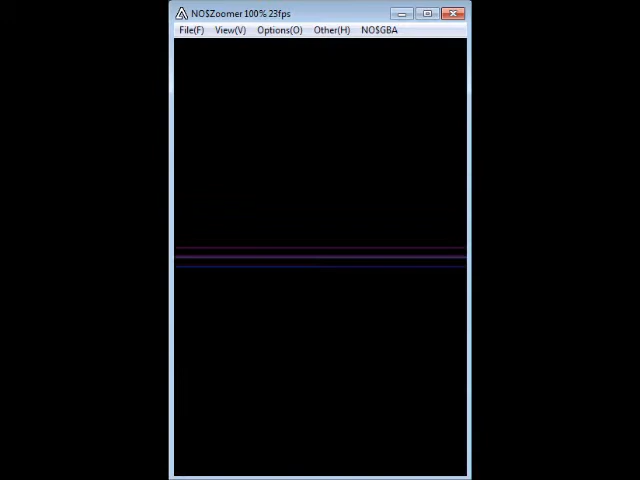 NO$Zoomer 100% 23fps
File(F) View(V) Options(O) Other(H) NO$GBA